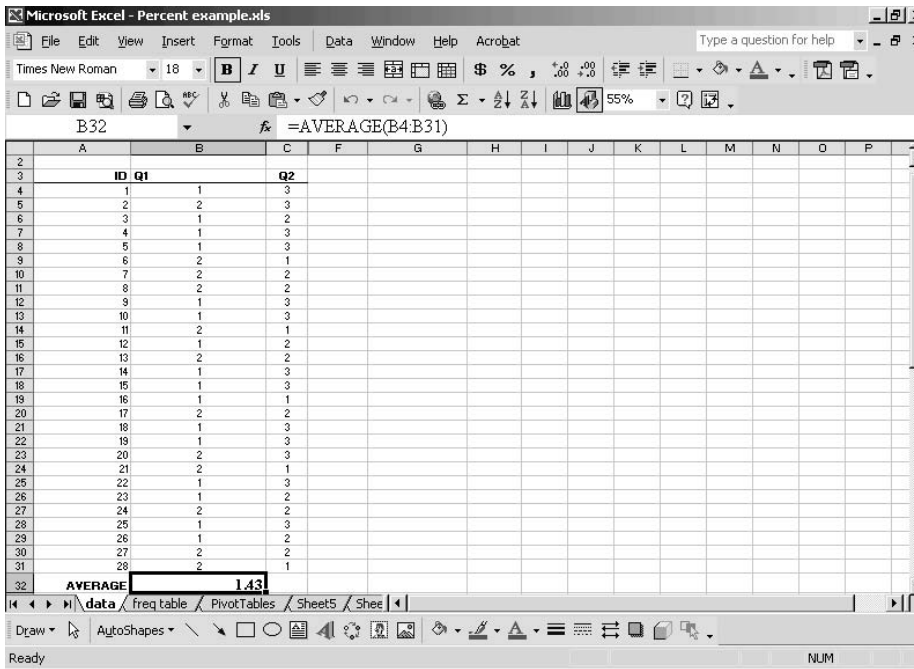 Microsoft Excel - Percent example.xls
File Edit View Insert Format Tools Data Window Help Acrobat Type a question for help
Times New Roman 18 B I U $ % ,
55%
B32 fx =AVERAGE(B4:B31)
A B C F G H I J K L M N O P
2
3 ID Q1 Q2
4 1 1 3
5 2 2 3
6 3 1 2
7 4 1 3
8 5 1 3
9 6 2 1
10 7 2 2
11 8 2 2
12 9 1 3
13 10 1 3
14 11 2 1
15 12 1 2
16 13 2 2
17 14 1 3
18 15 1 3
19 16 1 1
20 17 2 2
21 18 1 3
22 19 1 3
23 20 2 3
24 21 2 1
25 22 1 3
26 23 1 2
27 24 2 2
28 25 1 3
29 26 1 2
30 27 2 2
31 28 2 1
32 AVERAGE 1.43
data freq table PivotTables Sheet5 Shee
Draw AutoShapes
Ready NUM